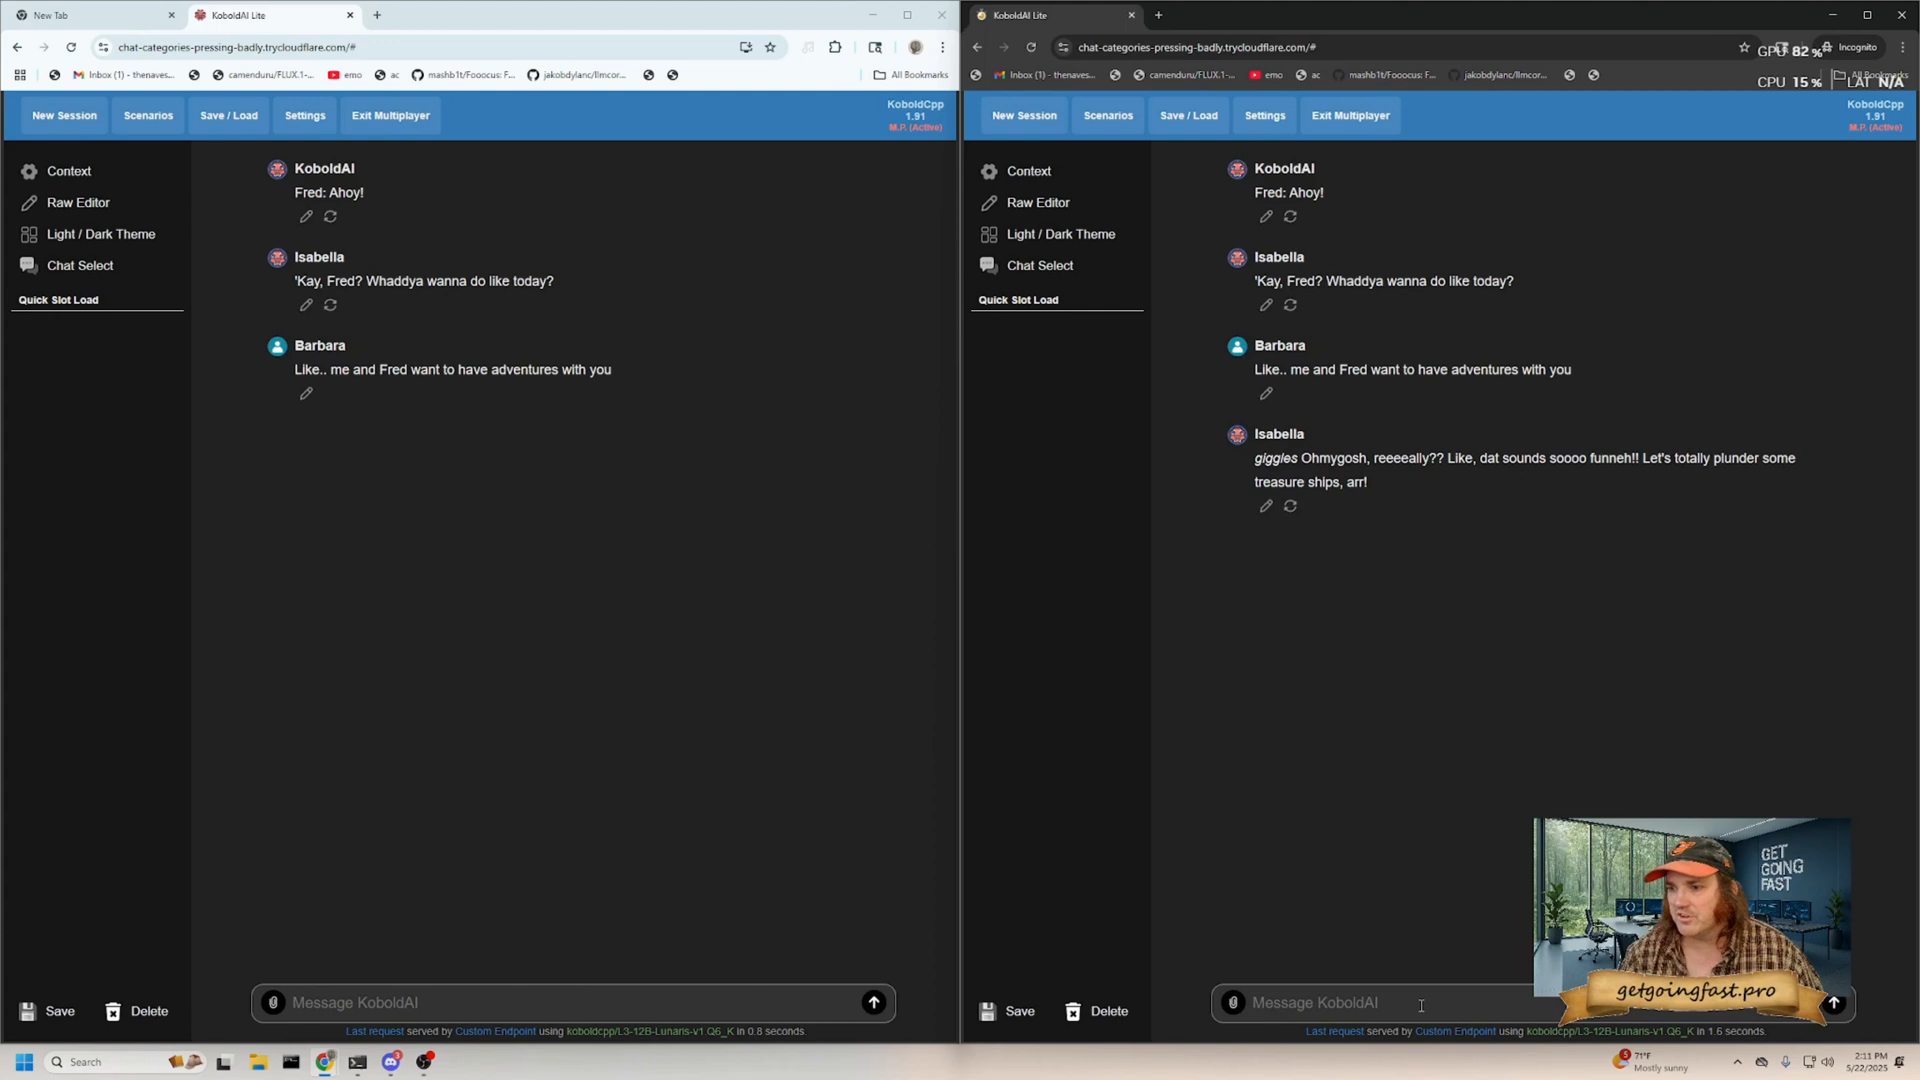 New Tab
KoboldAI Lite
chat-categories-pressing-badly.trycloudflare.com/#
Inbox (1) - thenaves...
camenduru/FLUX.1-...
emo
ac
mashb1t/Fooocus: F...
jakobdylanc/llmcor...
All Bookmarks
New Session
Scenarios
Save / Load
Settings
Exit Multiplayer
KoboldCpp
1.91
M.P. (Active)
Context
Raw Editor
Light / Dark Theme
Chat Select
Quick Slot Load
KoboldAI
Fred: Ahoy!
Isabella
'Kay, Fred? Whaddya wanna do like today?
Barbara
Like.. me and Fred want to have adventures with you
Save
Delete
Message KoboldAI
Last request served by Custom Endpoint using koboldcpp/L3-12B-Lunaris-v1.Q6_K in 0.8 seconds.
KoboldAI Lite
chat-categories-pressing-badly.trycloudflare.com/#
Incognito
GPU 82 %
Inbox (1) - thenaves...
camenduru/FLUX.1-...
emo
ac
mashb1t/Fooocus: F...
jakobdylanc/llmcor...
All Bookmarks
CPU 15 % LAT N/A
New Session
Scenarios
Save / Load
Settings
Exit Multiplayer
KoboldCpp
1.91
M.P. (Active)
Context
Raw Editor
Light / Dark Theme
Chat Select
Quick Slot Load
KoboldAI
Fred: Ahoy!
Isabella
'Kay, Fred? Whaddya wanna do like today?
Barbara
Like.. me and Fred want to have adventures with you
Isabella
giggles Ohmygosh, reeeeally?? Like, dat sounds soooo funneh!! Let's totally plunder some
treasure ships, arr!
GET
GOING
FAST
getgoingfast.pro
Save
Delete
Message KoboldAI
Last request served by Custom Endpoint using koboldcpp/L3-12B-Lunaris-v1.Q6_K in 1.6 seconds.
Search
3
5
71°F
Mostly sunny
2:11 PM
5/22/2025